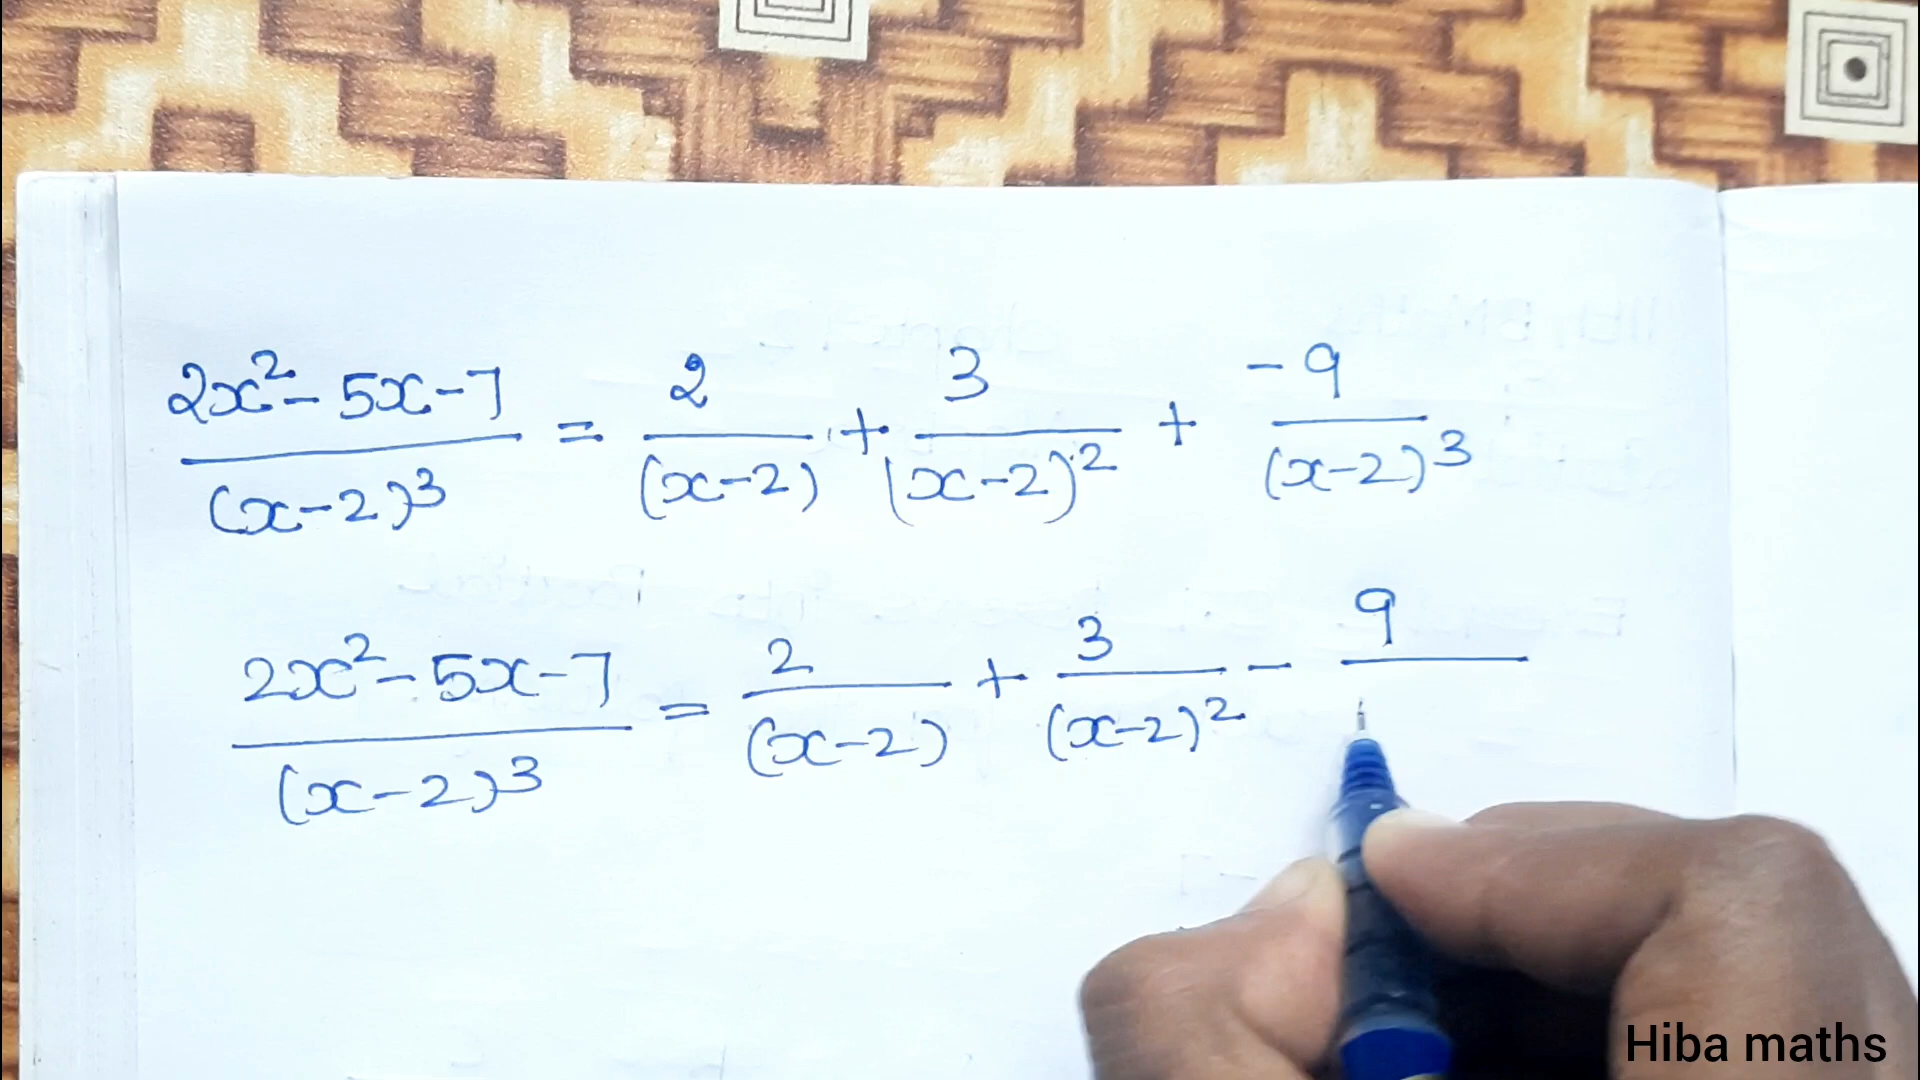 2x² - 5x - 7 / (x-2)³ = 2 / (x-2) + 3 / (x-2)² + -9 / (x-2)³
2x² - 5x - 7 / (x-2)³ = 2 / (x-2) + 3 / (x-2)² - 9 /
Hiba maths